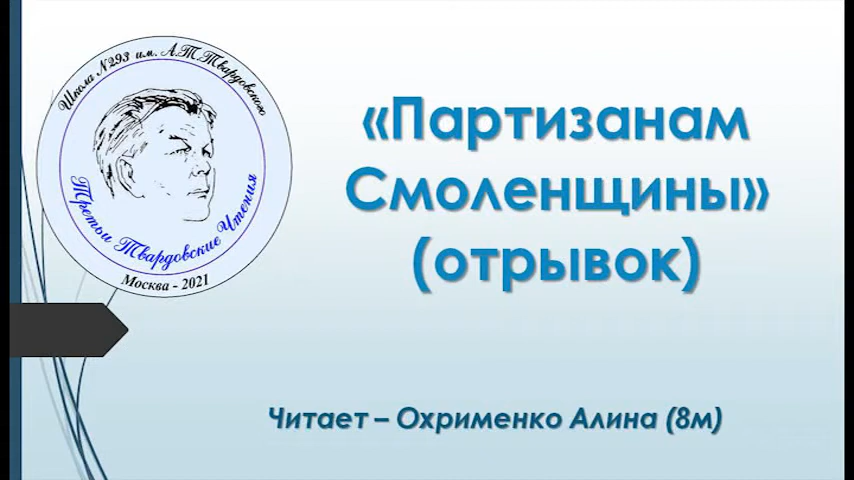 Школа №293 им. А.Т.Твардовского
Третьи Твардовские Чтения
Москва - 2021
«Партизанам
Смоленщины»
(отрывок)
Читает – Охрименко Алина (8м)